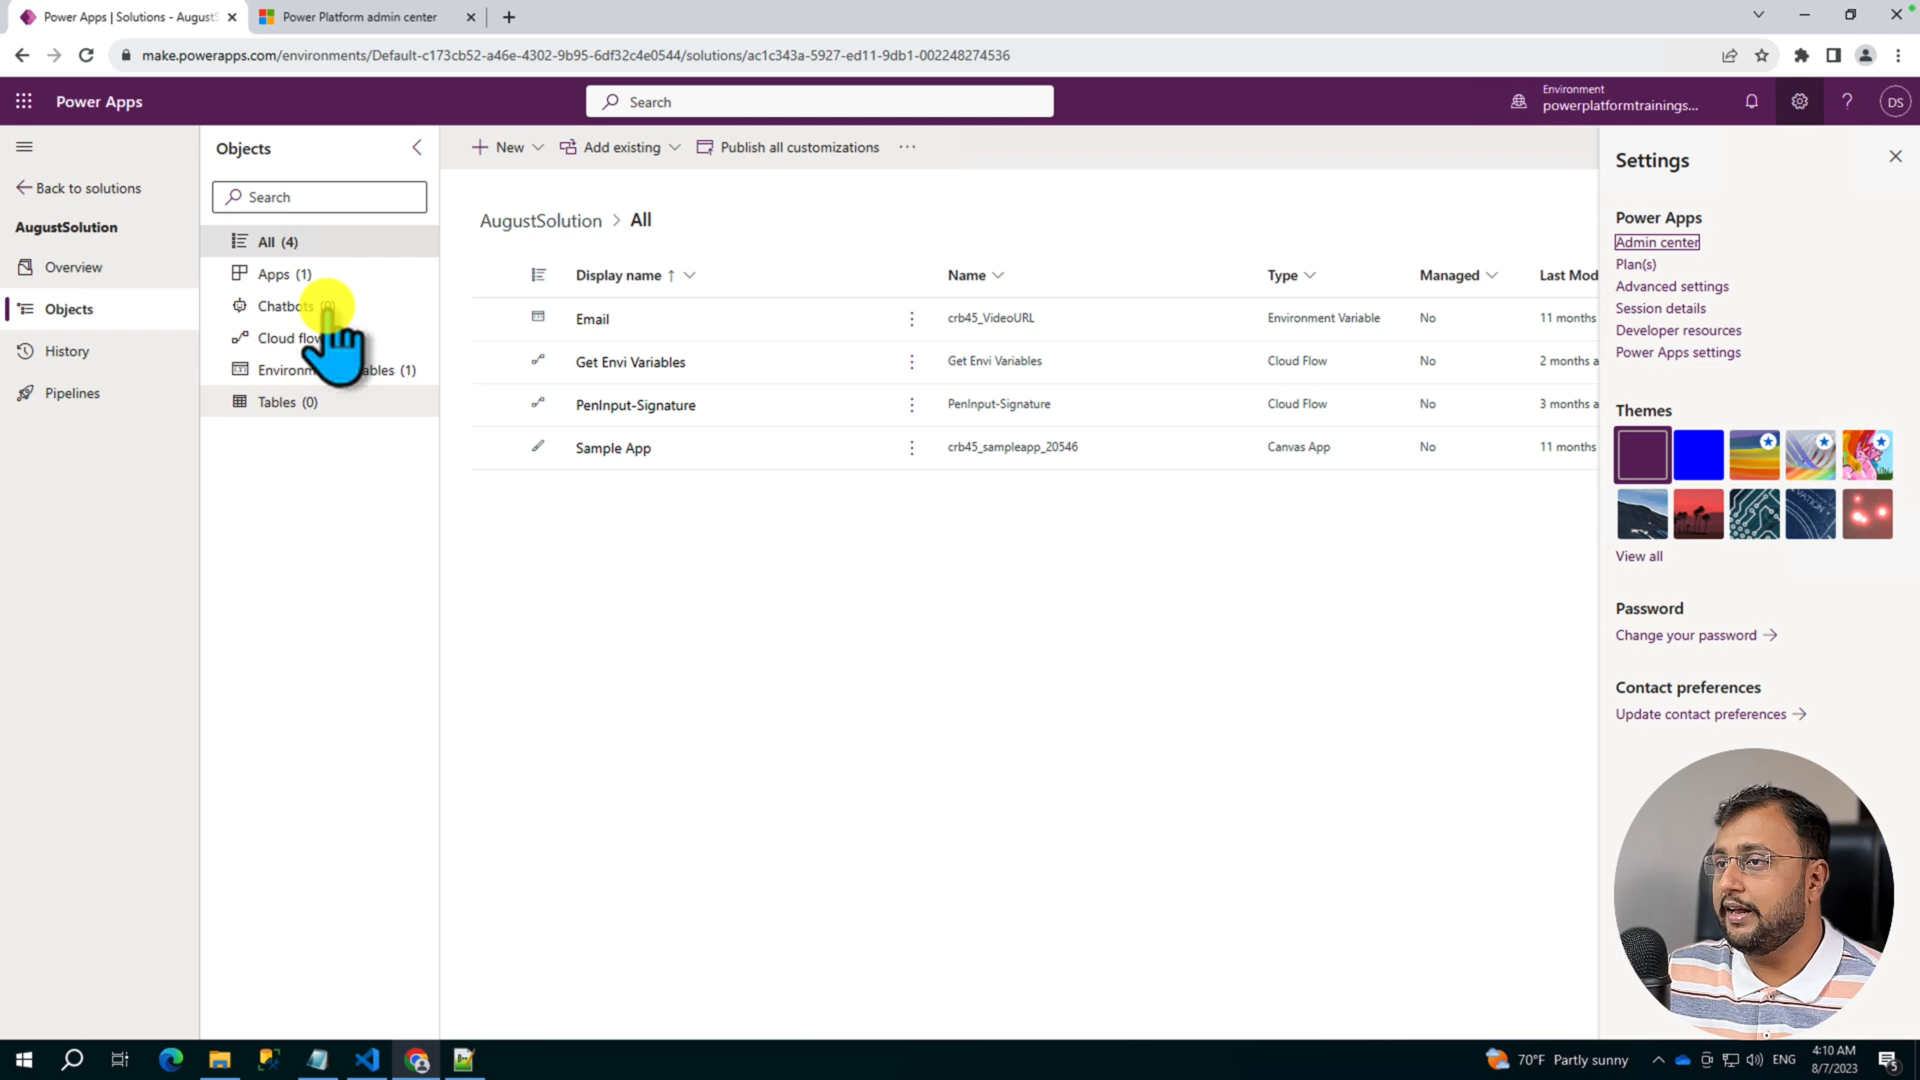 Power Apps | Solutions - August
Power Platform admin center
make.powerapps.com/environments/Default-c173cb52-a46e-4302-9b95-6df32c4e0544/solutions/ac1c343a-5927-ed11-9db1-002248274536
Power Apps
Search
Environment
powerplatformtrainings...
DS
Back to solutions
AugustSolution
Overview
Objects
History
Pipelines
Objects
Search
All (4)
Apps (1)
Chatbots
Cloud flow
(1)
Tables (0)
New
Add existing
Publish all customizations
AugustSolution > All
Display name ↑ Name Type Managed Last Mod
Email crb45_VideoURL Environment Variable No 11 months
Get Envi Variables Get Envi Variables Cloud Flow No 2 months a
PenInput-Signature PenInput-Signature Cloud Flow No 3 months a
Sample App crb45_sampleapp_20546 Canvas App No 11 months
Settings
Power Apps
Admin center
Plan(s)
Advanced settings
Session details
Developer resources
Power Apps settings
Themes
View all
Password
Change your password
Contact preferences
Update contact preferences
70°F Partly sunny
ENG
4:10 AM
8/7/2023
5